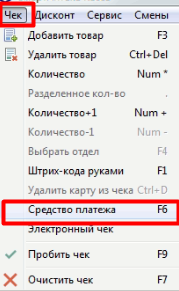 Чек Дисконт Сервис Смены
Добавить товар F3
Удалить товар Ctrl+Del
Количество Num *
Разделенное кол-во .
Количество+1 Num +
Количество-1 Num -
Выбрать отдел F4
Штрих-кода руками F1
Удалить карту из чека Ctrl+D
Средство платежа F6
Электронный чек
Пробить чек F9
Очистить чек F7